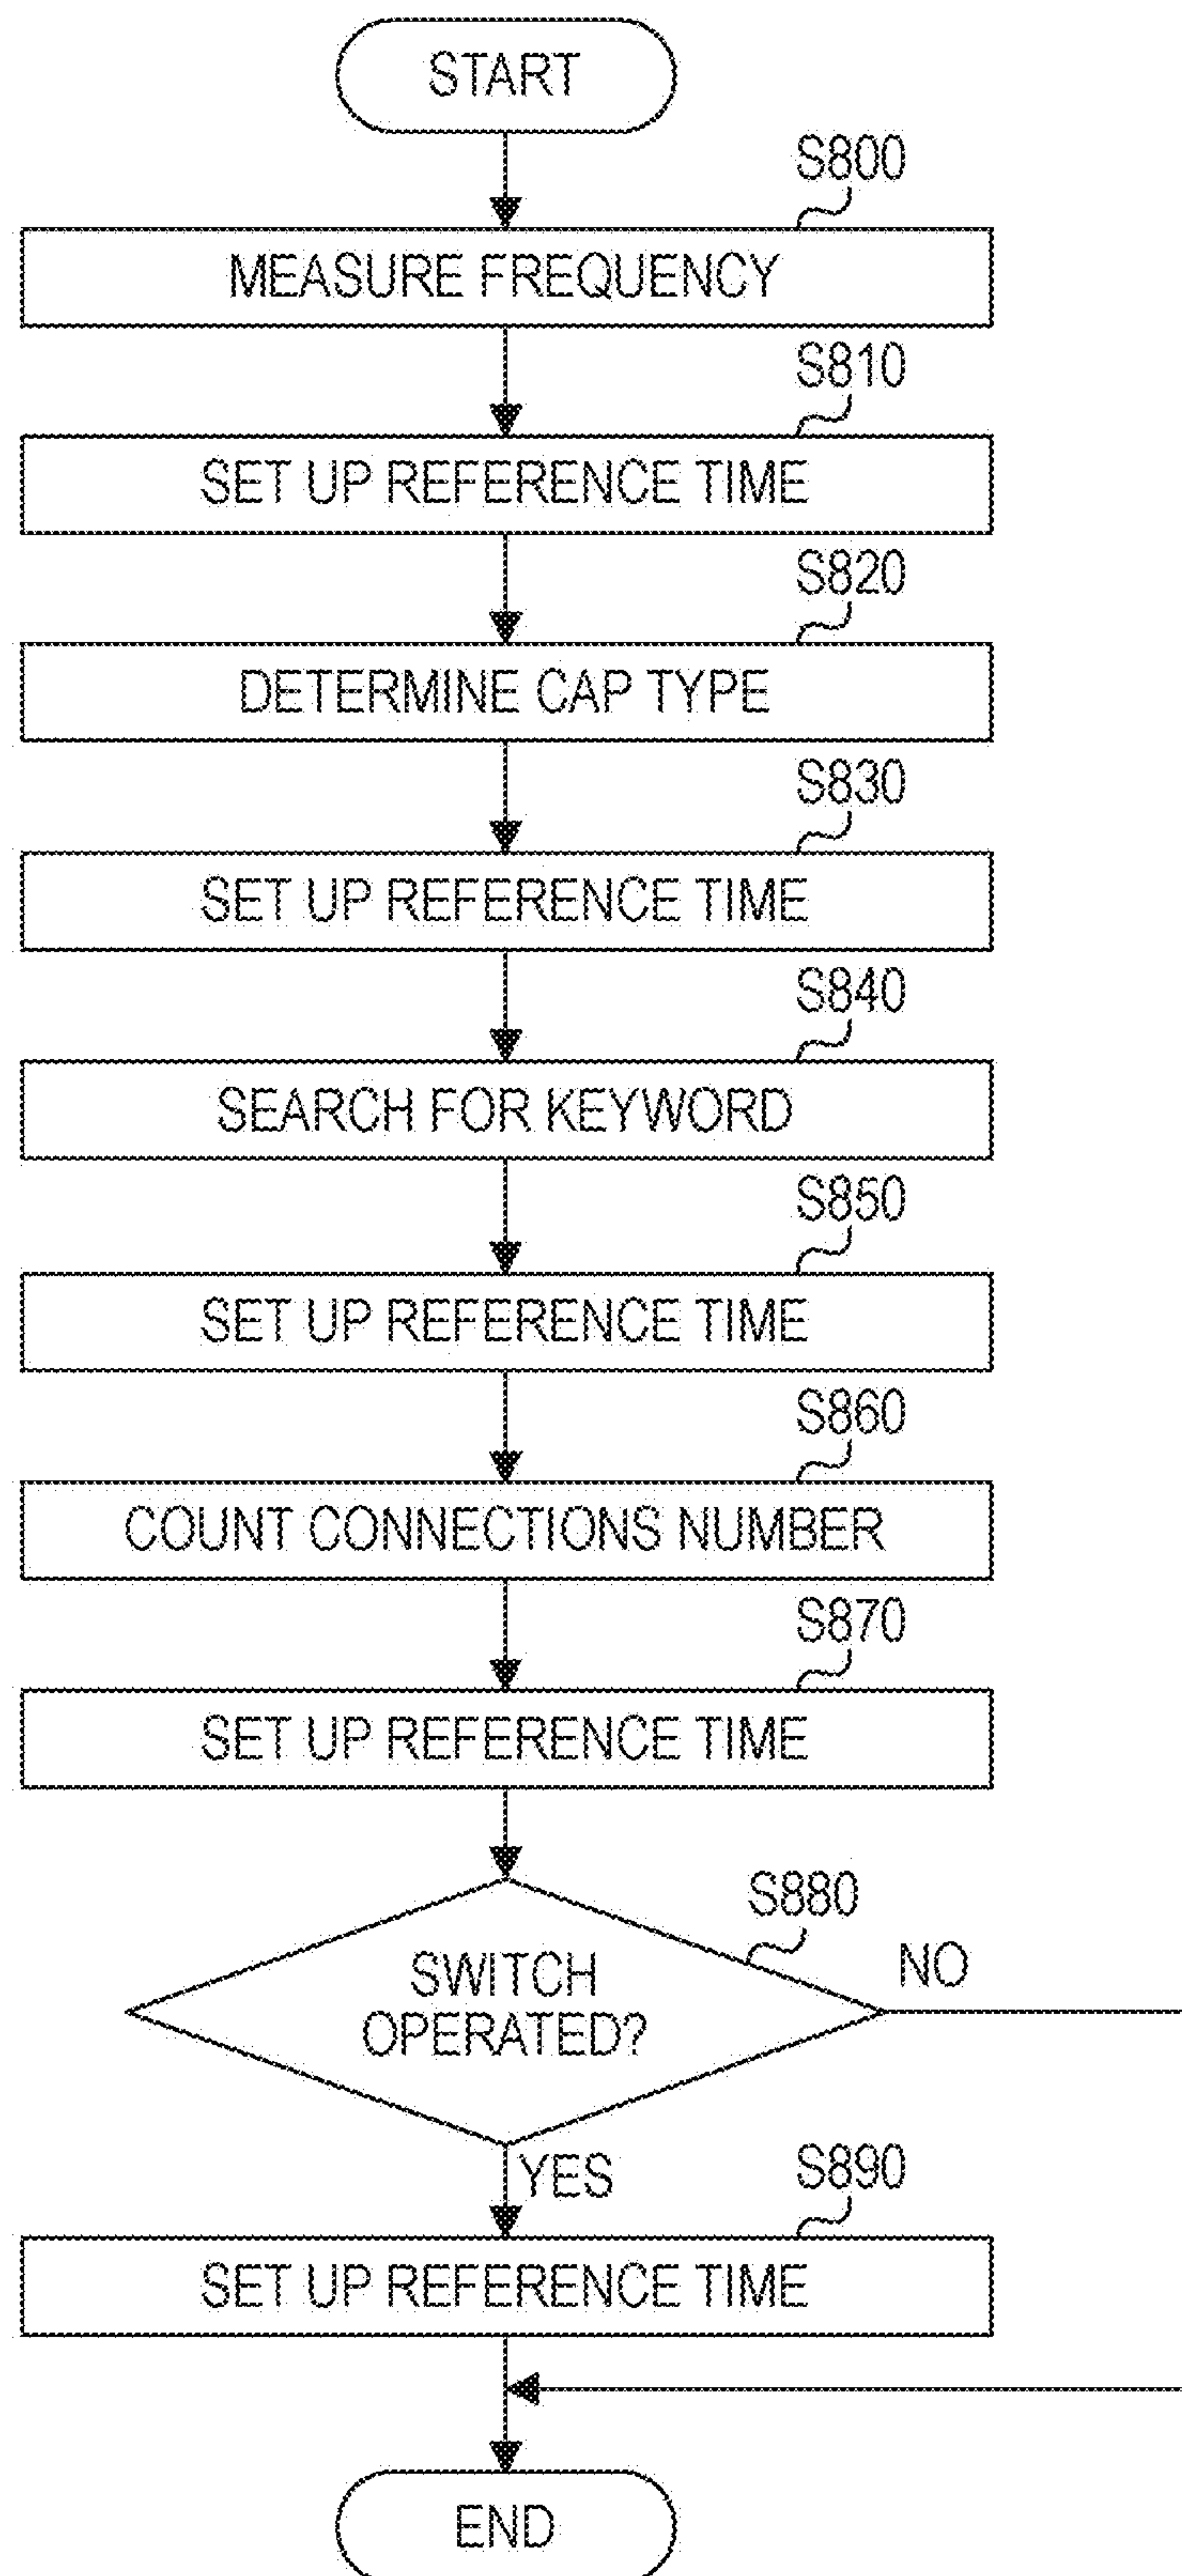 START
S800
MEASURE FREQUENCY
S810
SET UP REFERENCE TIME
S820
DETERMINE CAP TYPE
S830
SET UP REFERENCE TIME
S840
SEARCH FOR KEYWORD
S850
SET UP REFERENCE TIME
S860
COUNT CONNECTIONS NUMBER
S870
SET UP REFERENCE TIME
S880
SWITCH
OPERATED?
NO
YES
S890
SET UP REFERENCE TIME
END